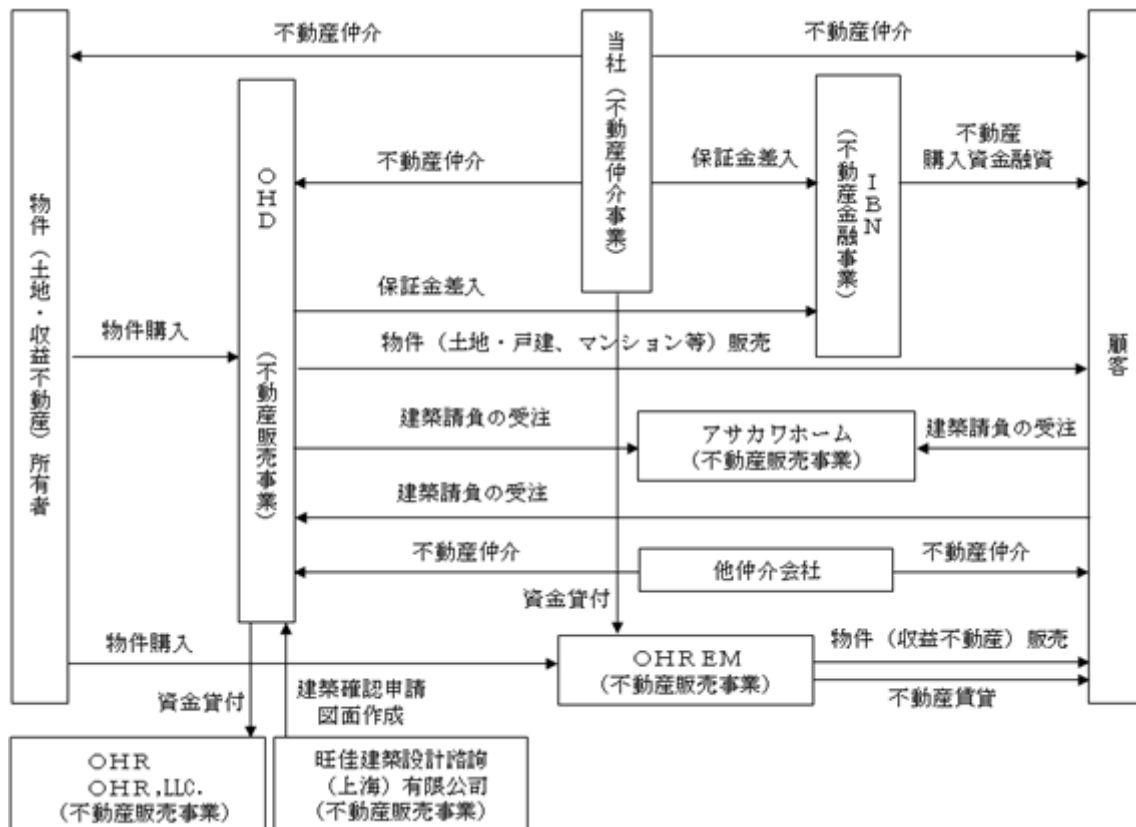 不動産仲介
不動産仲介
当社（不動産仲介事業）
物件（土地・収益不動産）所有者
OHD（不動産販売事業）
IBN
（不動産金融事業）
顧客
不動産仲介
保証金差入
不動産
購入資金融資
保証金差入
物件購入
物件（土地・戸建、マンション等）販売
建築請負の受注
アサカワホーム
（不動産販売事業）
建築請負の受注
建築請負の受注
不動産仲介
他仲介会社
不動産仲介
資金貸付
物件購入
OHREM
（不動産販売事業）
物件（収益不動産）販売
不動産賃貸
資金貸付
建築確認申請
図面作成
OHR
OHR,LLC.
（不動産販売事業）
旺佳建築設計諮詢
（上海）有限公司
（不動産販売事業）